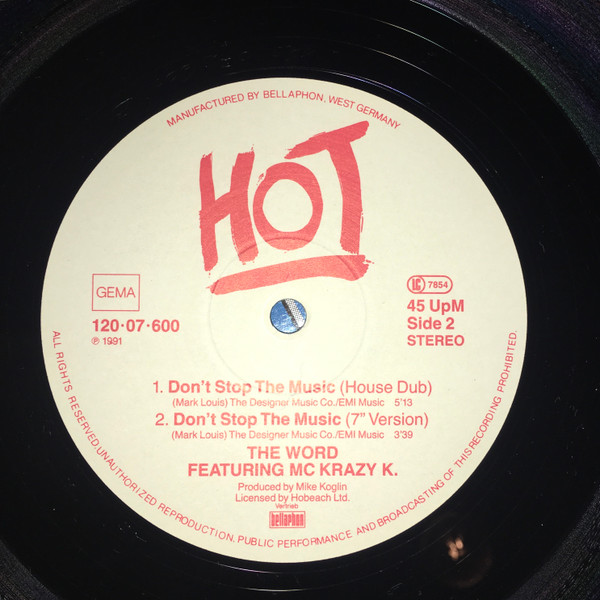 MANUFACTURED BY BELLAPHON, WEST GERMANY
HOT
GEMA
LC 7854
120·07·600
℗ 1991
45 UpM
Side 2
STEREO
1. Don't Stop The Music (House Dub)
(Mark Louis) The Designer Music Co./EMI Music 5'13
2. Don't Stop The Music (7" Version)
(Mark Louis) The Designer Music Co./EMI Music 3'39
THE WORD
FEATURING MC KRAZY K.
Produced by Mike Koglin
Licensed by Hobeach Ltd.
Vertrieb
bellaphon
ALL RIGHTS RESERVED.UNAUTHORIZED REPRODUCTION, PUBLIC PERFORMANCE AND BROADCASTING OF THIS RECORDING PROHIBITED.